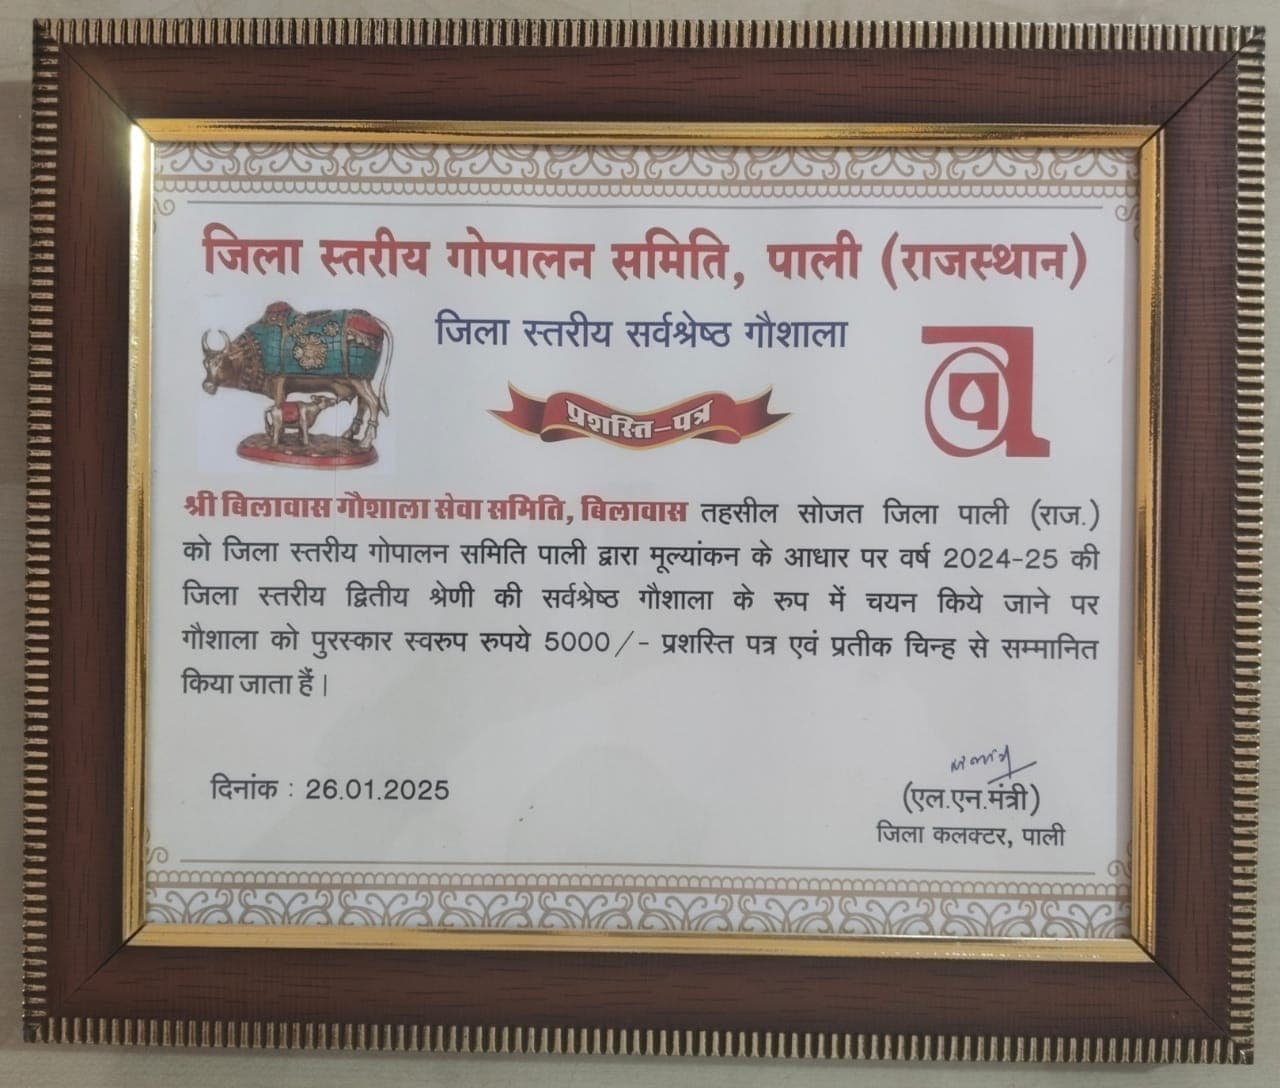 जिला स्तरीय गोपालन समिति, पाली (राजस्थान)
जिला स्तरीय सर्वश्रेष्ठ गौशाला
प्रशस्ति-पत्र
श्री बिलावास गौशाला सेवा समिति, बिलावास तहसील सोजत जिला पाली (राज.)
को जिला स्तरीय गोपालन समिति पाली द्वारा मूल्यांकन के आधार पर वर्ष 2024-25 की
जिला स्तरीय द्वितीय श्रेणी की सर्वश्रेष्ठ गौशाला के रुप में चयन किये जाने पर
गौशाला को पुरस्कार स्वरुप रुपये 5000/- प्रशस्ति पत्र एवं प्रतीक चिन्ह से सम्मानित
किया जाता हैं।
दिनांक : 26.01.2025
(एल.एन.मंत्री)
जिला कलक्टर, पाली